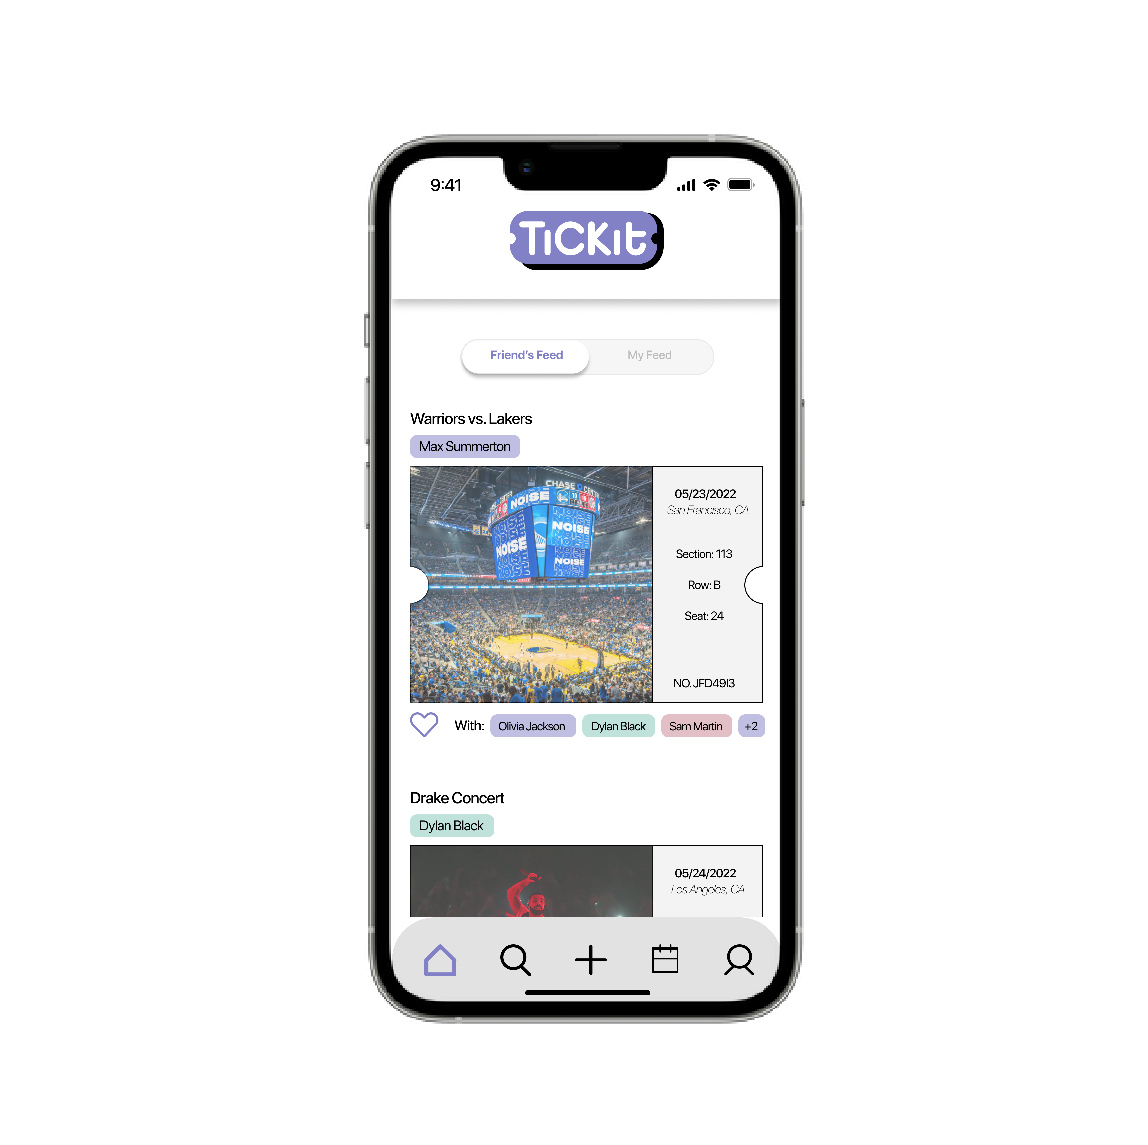 9:41
TiCKit
Friend's Feed My Feed
Warriors vs. Lakers
Max Summerton
CHASE
NOISE
NOISE
NOISE
NOISE
05/23/2022
San Francisco, CA
Section: 113
Row: B
Seat: 24
NO. JFD49I3
With: Olivia Jackson Dylan Black Sam Martin +2
Drake Concert
Dylan Black
05/24/2022
Los Angeles, CA